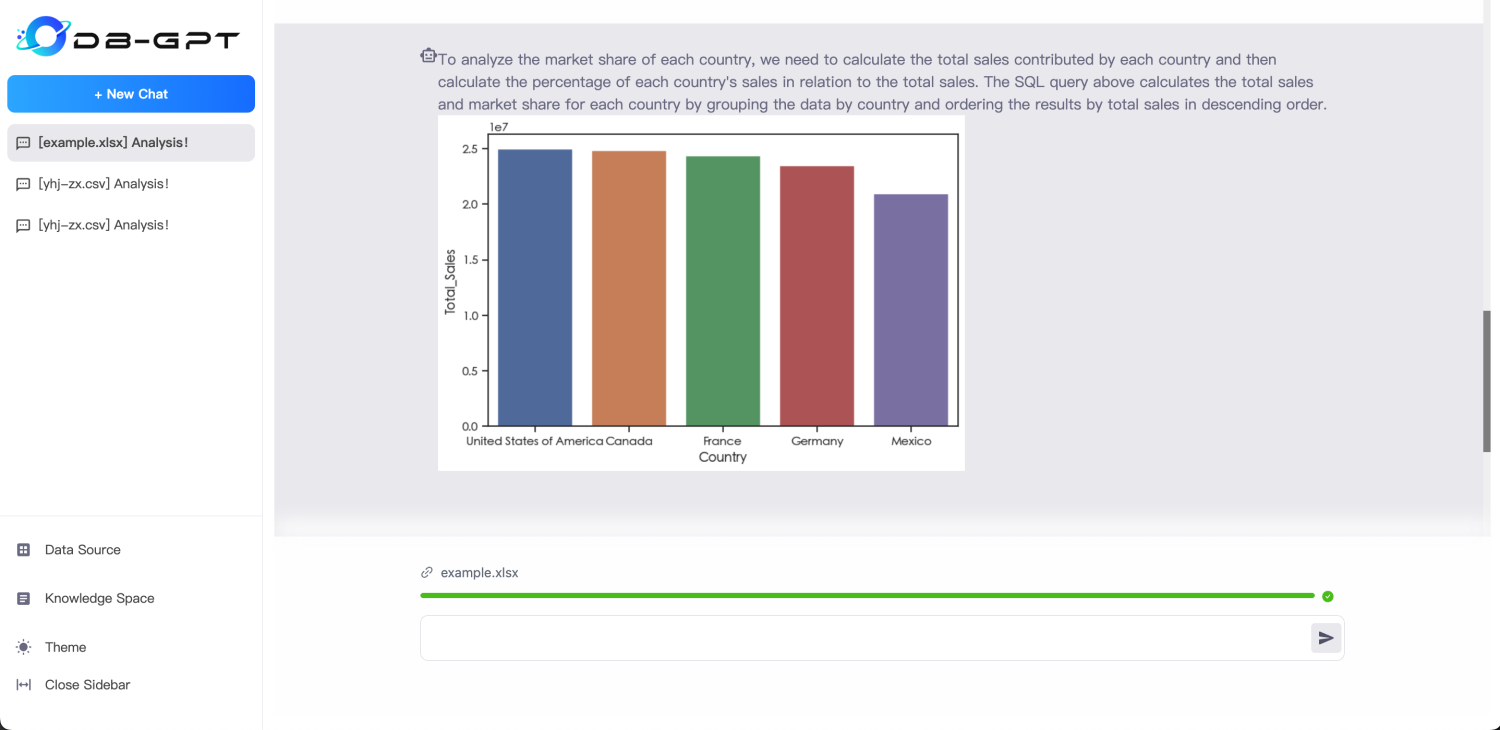 DB-GPT
+ New Chat
[example.xlsx] Analysis!
[yhj-zx.csv] Analysis!
[yhj-zx.csv] Analysis!
Data Source
Knowledge Space
Theme
Close Sidebar
To analyze the market share of each country, we need to calculate the total sales contributed by each country and then
calculate the percentage of each country's sales in relation to the total sales. The SQL query above calculates the total sales
and market share for each country by grouping the data by country and ordering the results by total sales in descending order.
1e7
2.5
2.0
1.5
1.0
0.5
0.0
Total_Sales
United States of America Canada France Germany Mexico
Country
example.xlsx